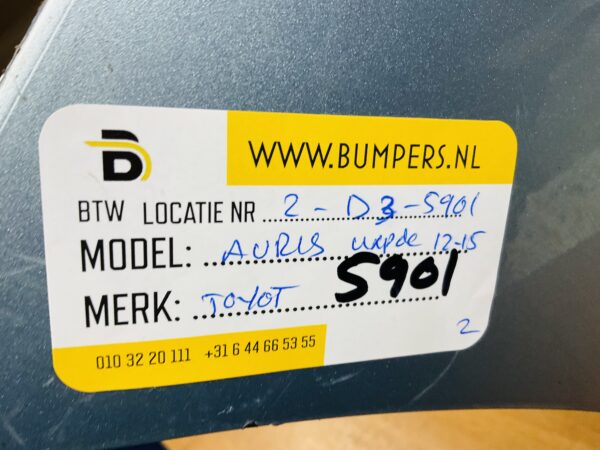 WWW.BUMPERS.NL
BTW LOCATIE NR 2 - D3 - S901
MODEL: AURIS 12-15
MERK: TOYOT S901
2
010 32 20 111 +31 6 44 66 53 55